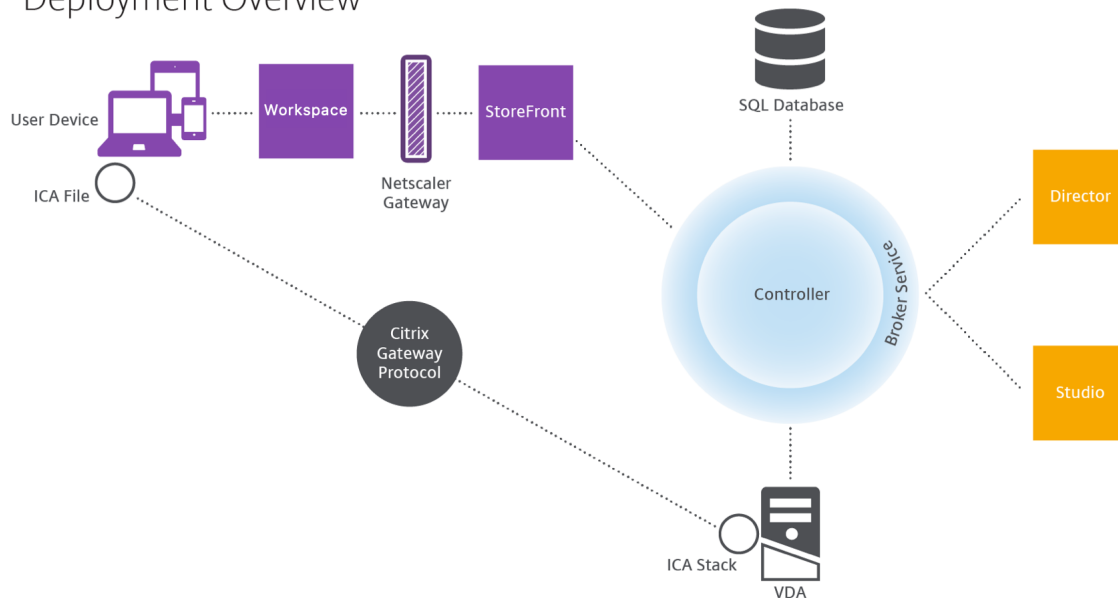 Deployment Overview
SQL Database
User Device
Workspace
StoreFront
ICA File
Netscaler
Gateway
Director
Broker Service
Controller
Citrix
Gateway
Protocol
Studio
ICA Stack
VDA